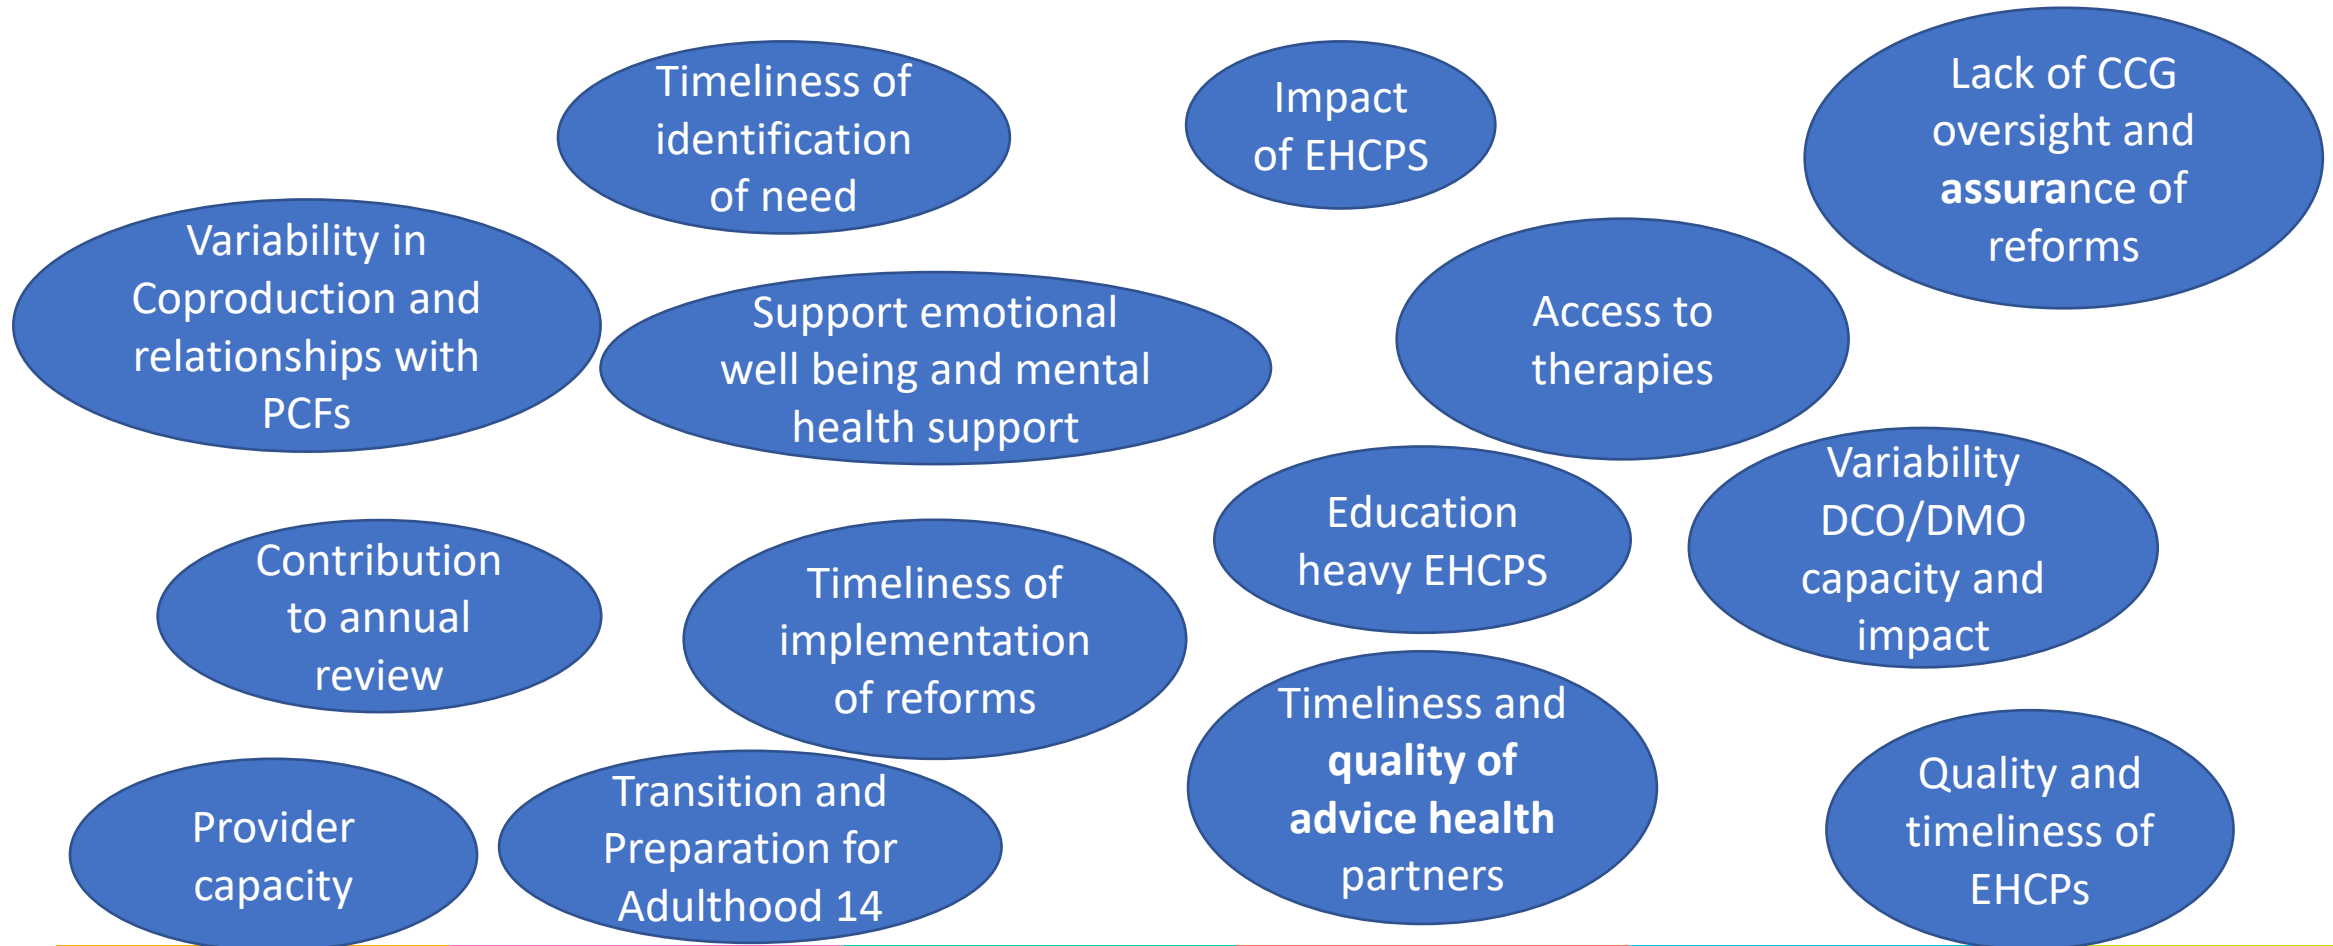 Timeliness of
identification
of need
Impact
of EHCPS
Lack of CCG
oversight and
assurance of
reforms
Variability in
Coproduction and
relationships with
PCFs
Support emotional
well being and mental
health support
Access to
therapies
Education
heavy EHCPS
Variability
DCO/DMO
capacity and
impact
Contribution
to annual
review
Timeliness of
implementation
of reforms
Timeliness and
quality of
advice health
partners
Provider
capacity
Transition and
Preparation for
Adulthood 14
Quality and
timeliness of
EHCPs